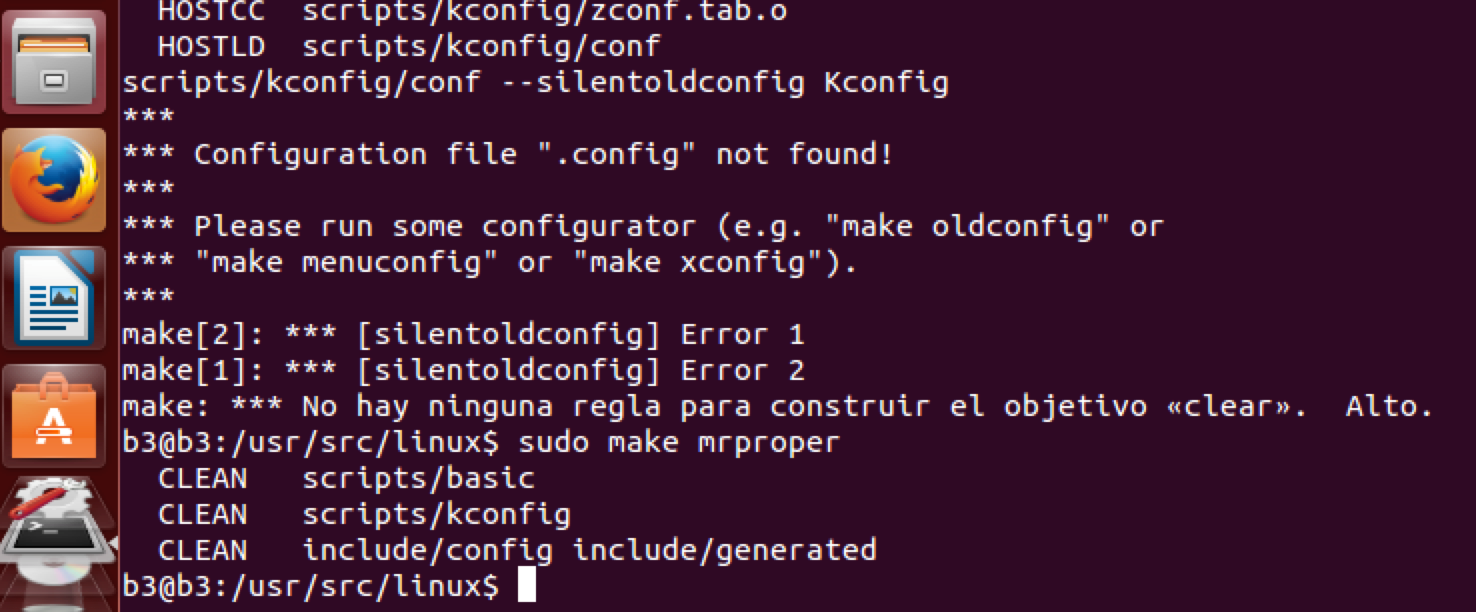 HOSTCC  scripts/kconfig/zconf.tab.o
HOSTLD  scripts/kconfig/conf
scripts/kconfig/conf --silentoldconfig Kconfig
***
*** Configuration file ".config" not found!
***
*** Please run some configurator (e.g. "make oldconfig" or
*** "make menuconfig" or "make xconfig").
***
make[2]: *** [silentoldconfig] Error 1
make[1]: *** [silentoldconfig] Error 2
make: *** No hay ninguna regla para construir el objetivo «clear».  Alto.
b3@b3:/usr/src/linux$ sudo make mrproper
  CLEAN   scripts/basic
  CLEAN   scripts/kconfig
  CLEAN   include/config include/generated
b3@b3:/usr/src/linux$